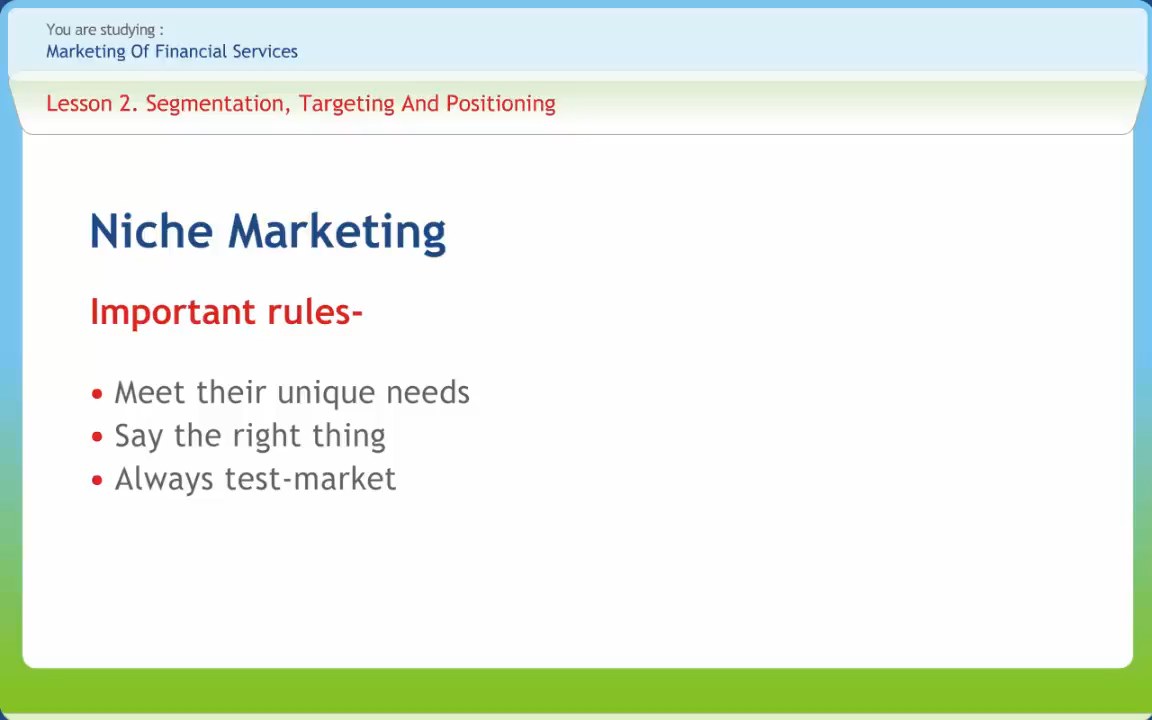 You are studying :
Marketing Of Financial Services
Lesson 2. Segmentation, Targeting And Positioning
Niche Marketing
Important rules-
• Meet their unique needs
• Say the right thing
• Always test-market